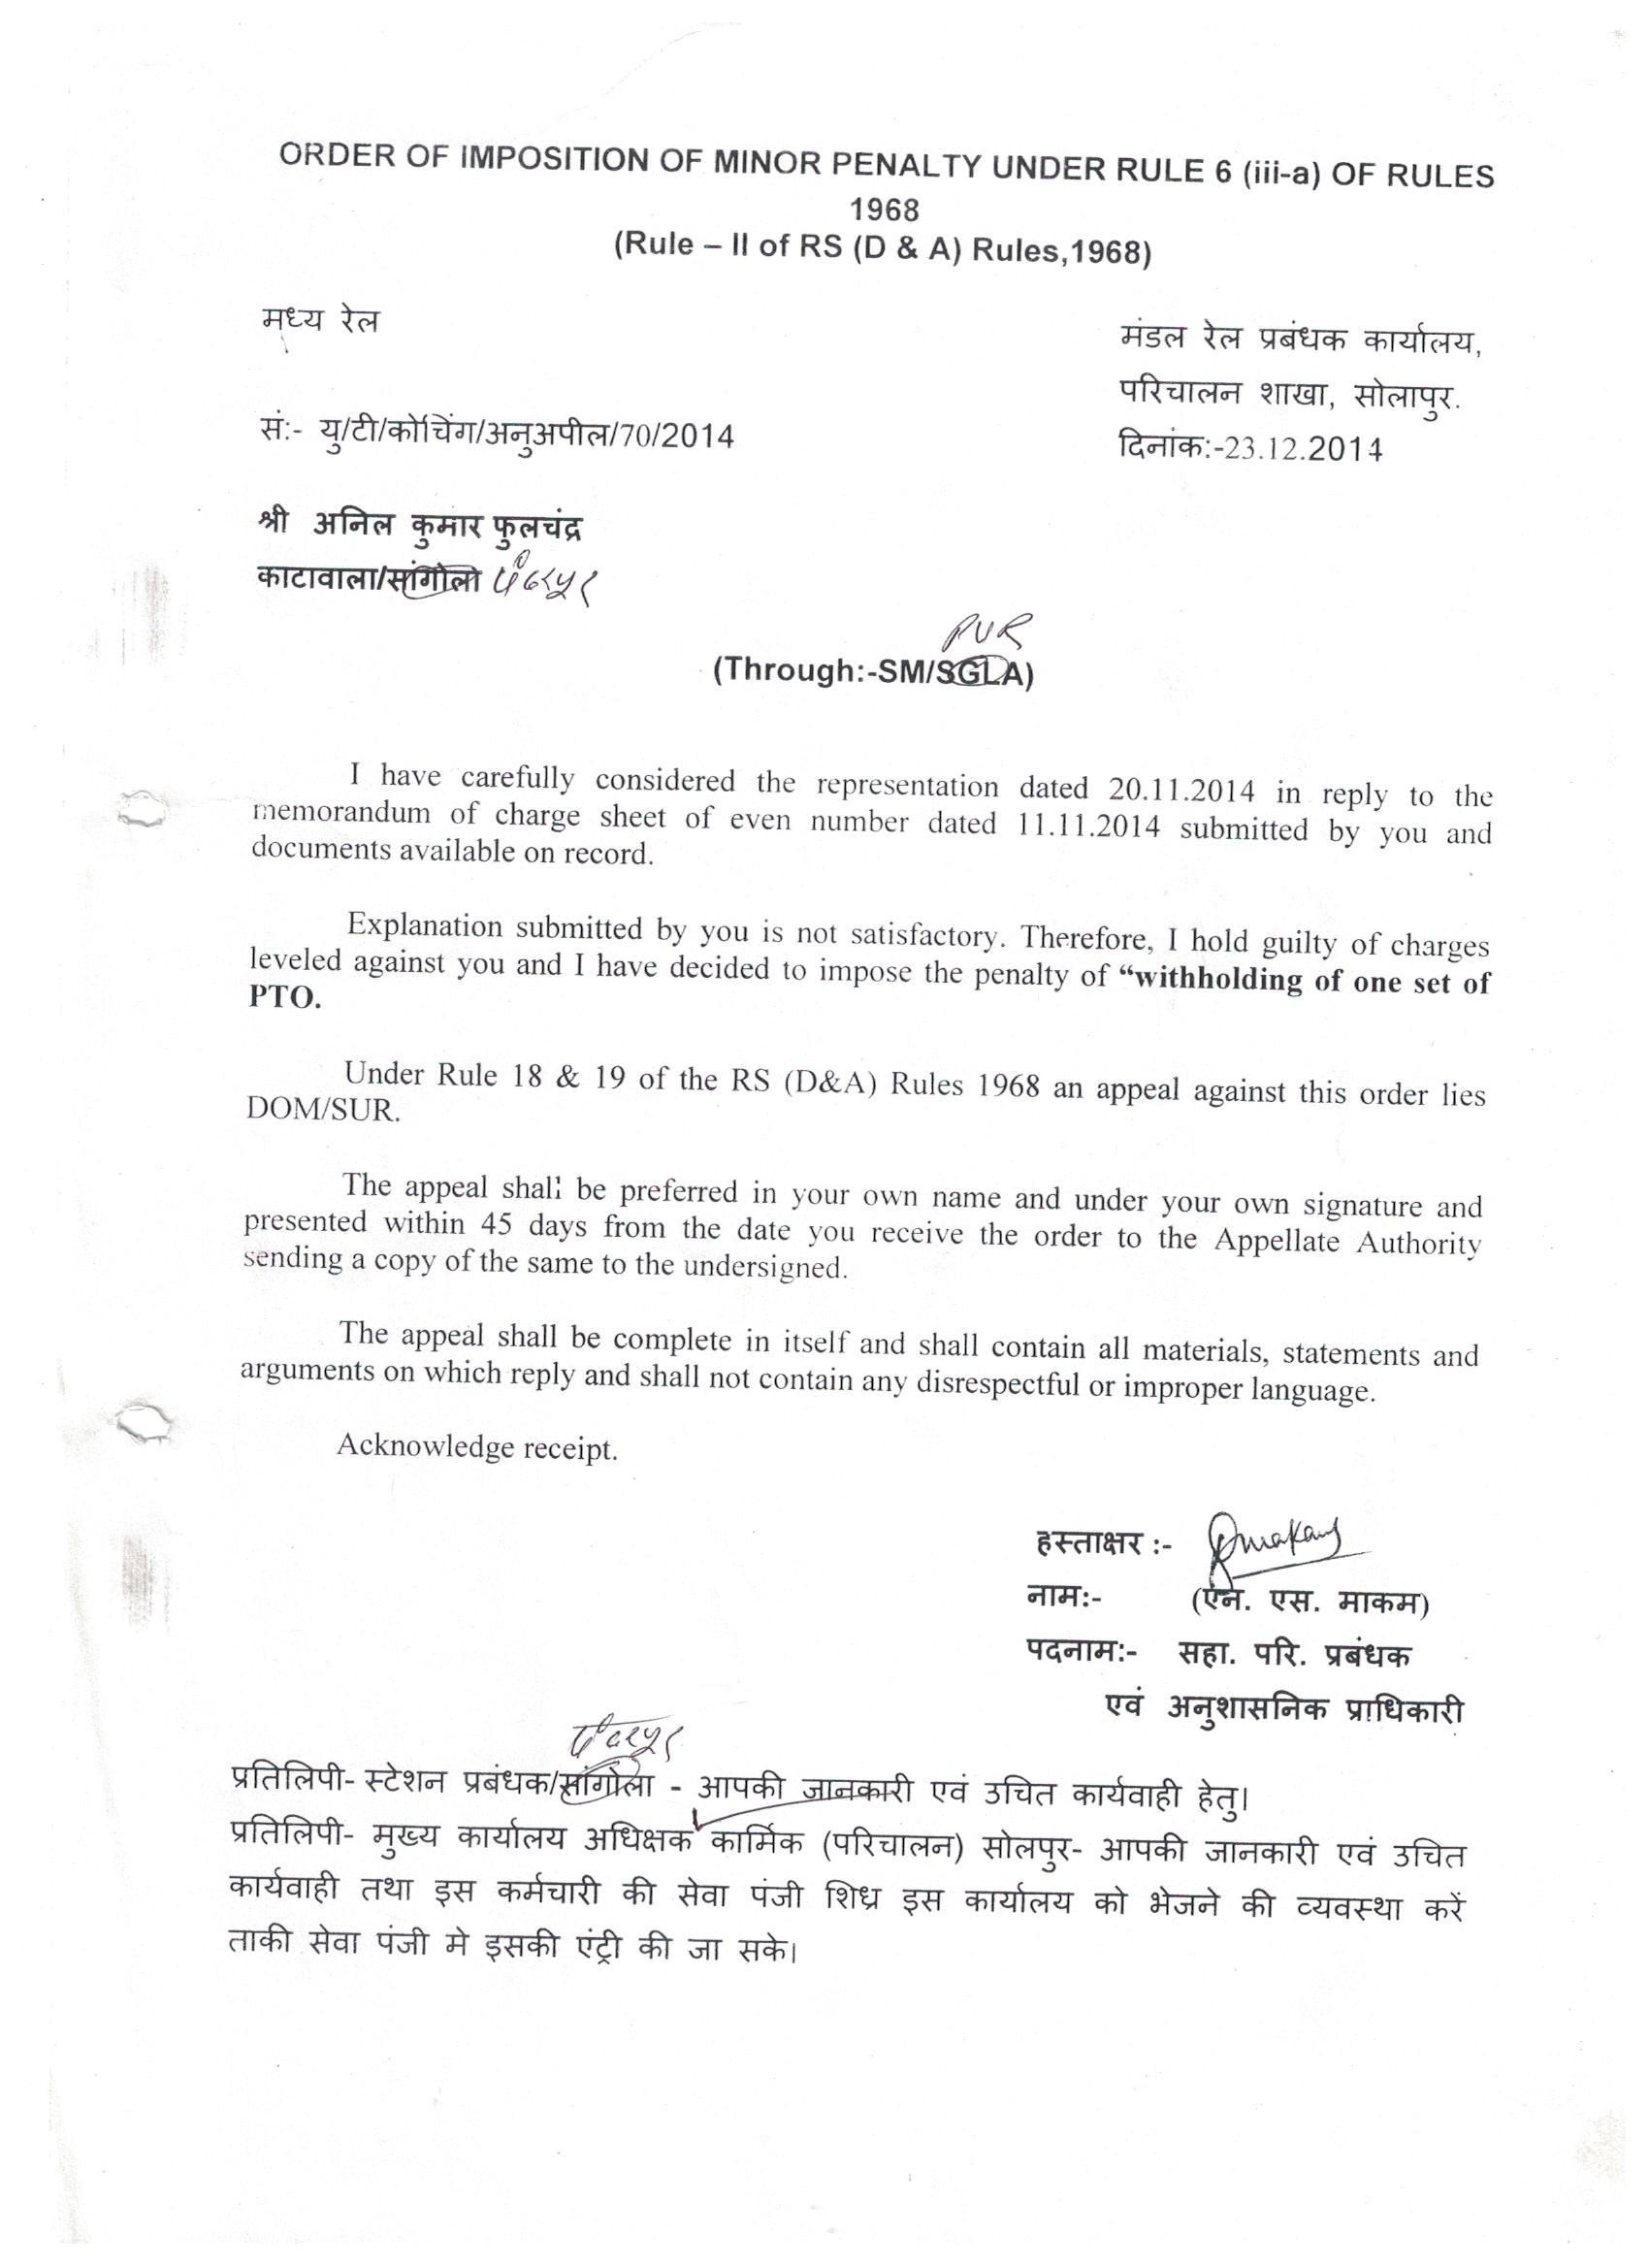 ORDER OF IMPOSITION OF MINOR PENALTY UNDER RULE 6 (iii-a) OF RULES
1968
(Rule – II of RS (D & A) Rules,1968)
मध्य रेल
मंडल रेल प्रबंधक कार्यालय,
परिचालन शाखा, सोलापुर.
सं:- यु/टी/कोचिंग/अनुअपील/70/2014
दिनांक:-23.12.2014
श्री अनिल कुमार फुलचंद्र
काटावाला/सांगोला पंढरपुर
PVR
(Through:-SM/SGLA)
I have carefully considered the representation dated 20.11.2014 in reply to the
memorandum of charge sheet of even number dated 11.11.2014 submitted by you and
documents available on record.
Explanation submitted by you is not satisfactory. Therefore, I hold guilty of charges
leveled against you and I have decided to impose the penalty of “withholding of one set of
PTO.
Under Rule 18 & 19 of the RS (D&A) Rules 1968 an appeal against this order lies
DOM/SUR.
The appeal shall be preferred in your own name and under your own signature and
presented within 45 days from the date you receive the order to the Appellate Authority
sending a copy of the same to the undersigned.
The appeal shall be complete in itself and shall contain all materials, statements and
arguments on which reply and shall not contain any disrespectful or improper language.
Acknowledge receipt.
हस्ताक्षर :-
नाम:- (एन. एस. माकम)
पदनाम:- सहा. परि. प्रबंधक
एवं अनुशासनिक प्राधिकारी
पंढरपुर
प्रतिलिपी- स्टेशन प्रबंधक/सांगोला - आपकी जानकारी एवं उचित कार्यवाही हेतु।
प्रतिलिपी- मुख्य कार्यालय अधिक्षक कार्मिक (परिचालन) सोलपुर- आपकी जानकारी एवं उचित
कार्यवाही तथा इस कर्मचारी की सेवा पंजी शिध्र इस कार्यालय को भेजने की व्यवस्था करें
ताकी सेवा पंजी मे इसकी एंट्री की जा सके।